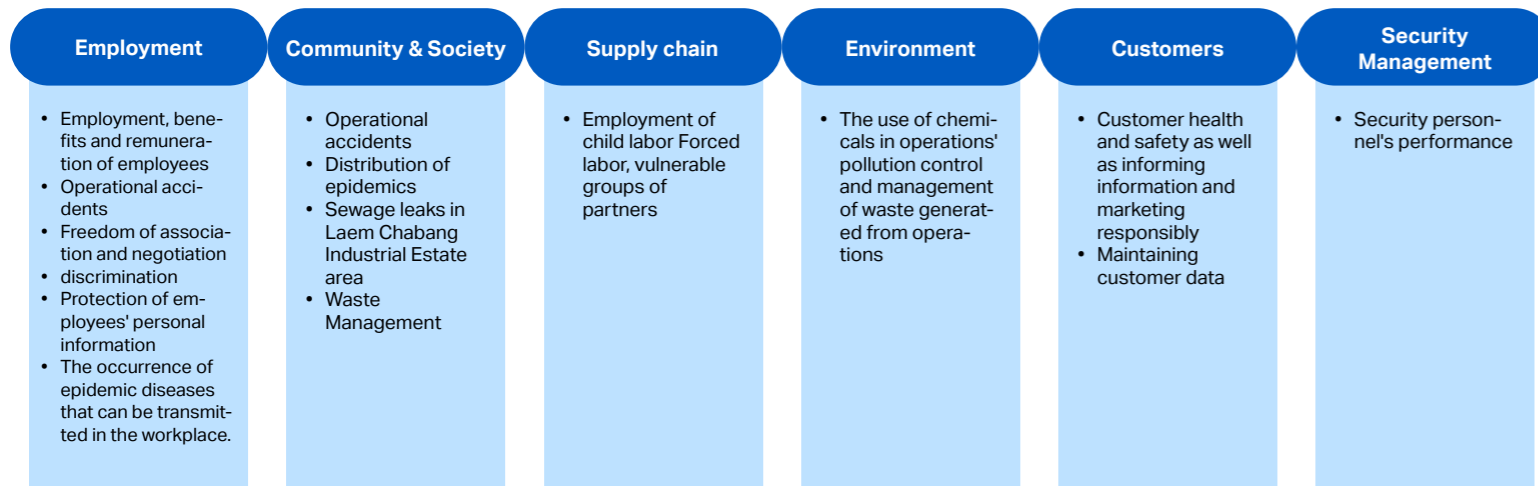 Employment
• Employment, bene-
fits and remunera-
tion of employees
• Operational acci-
dents
• Freedom of associa-
tion and negotiation
• discrimination
• Protection of em-
ployees' personal
information
• The occurrence of
epidemic diseases
that can be transmit-
ted in the workplace.
Community & Society
• Operational
accidents
• Distribution of
epidemics
• Sewage leaks in
Laem Chabang
Industrial Estate
area
• Waste
Management
Supply chain
• Employment of
child labor Forced
labor, vulnerable
groups of
partners
Environment
• The use of chemi-
cals in operations'
pollution control
and management
of waste generat-
ed from opera-
tions
Customers
• Customer health
and safety as well
as informing
information and
marketing
responsibly
• Maintaining
customer data
Security
Management
• Security person-
nel's performance